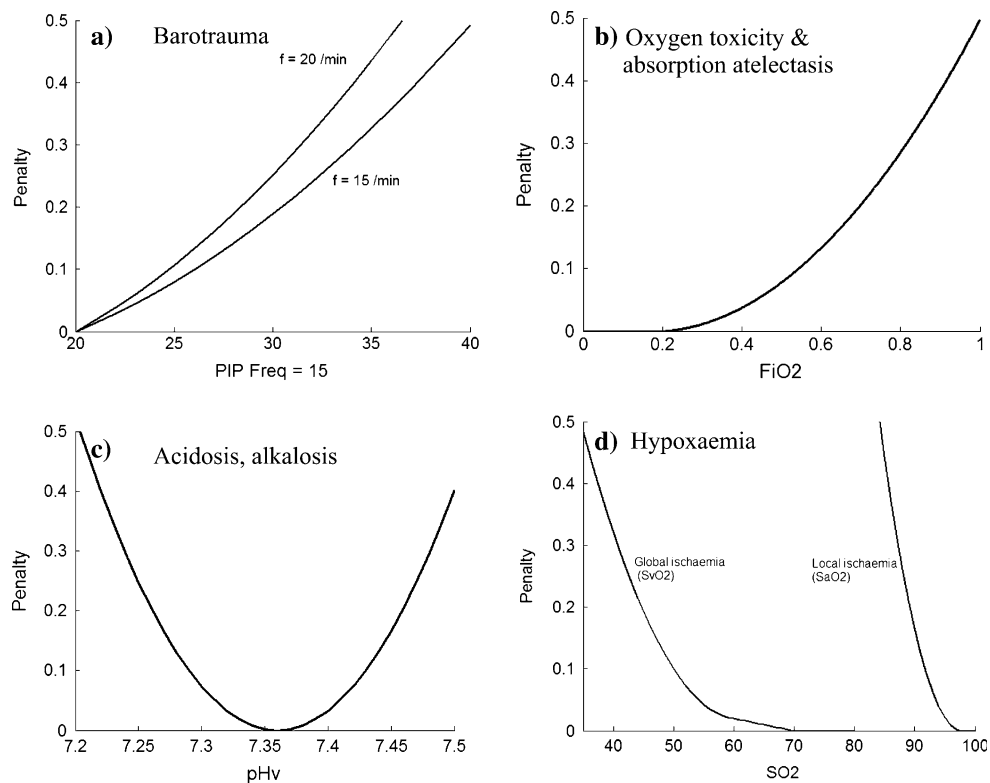 a) Barotrauma
0.5
0.4
0.3
0.2
0.1
0
Penalty
f = 20 /min
f = 15 /min
20 25 30 35 40
PIP Freq = 15
b) Oxygen toxicity &
absorption atelectasis
0.5
0.4
0.3
0.2
0.1
0
Penalty
0 0.2 0.4 0.6 0.8 1
FiO2
c) Acidosis, alkalosis
0.5
0.4
0.3
0.2
0.1
0
Penalty
7.2 7.25 7.3 7.35 7.4 7.45 7.5
pHv
d) Hypoxaemia
0.5
0.4
0.3
0.2
0.1
0
Penalty
Global ischaemia
(SvO2)
Local ischaemia
(SaO2)
40 50 60 70 80 90 100
SO2